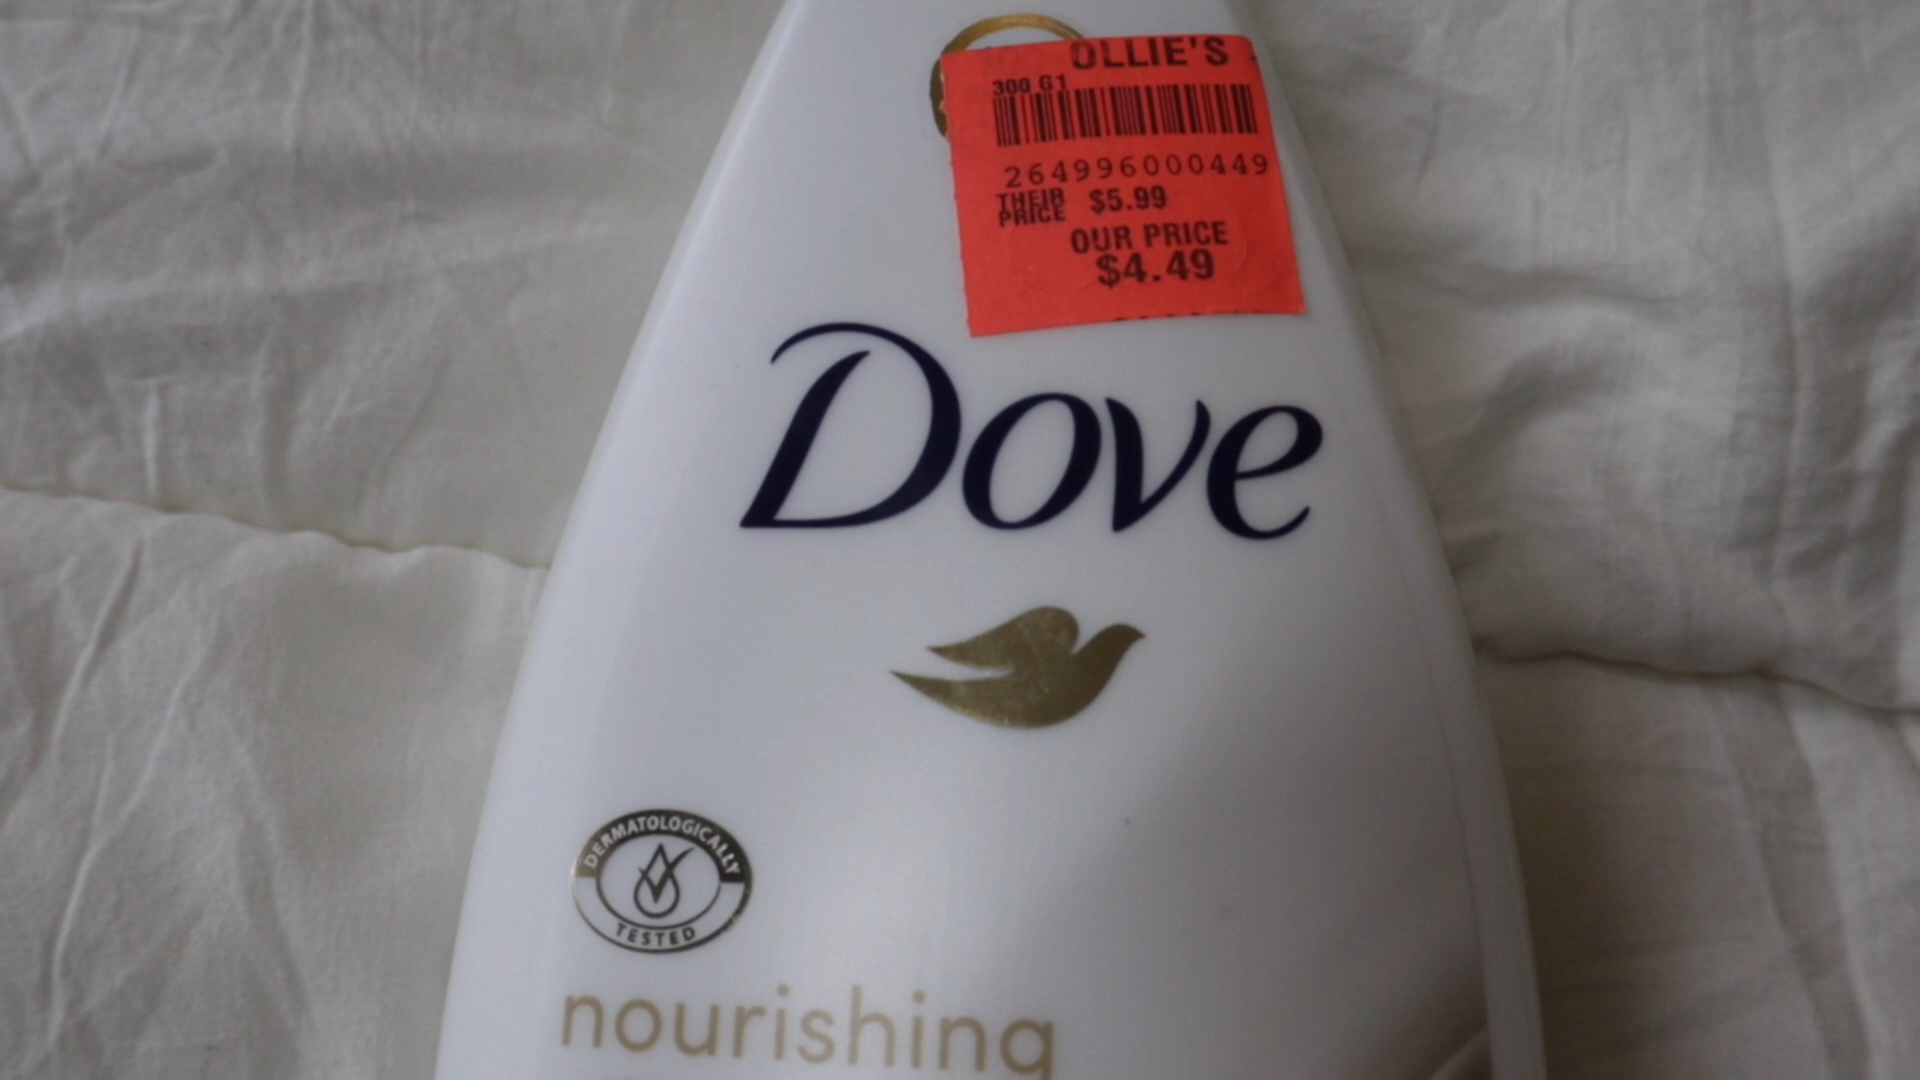 OLLIE'S
300 G1
264996000449
THEIR PRICE $5.99
OUR PRICE
$4.49
Dove
DERMATOLOGICALLY
TESTED
nourishing